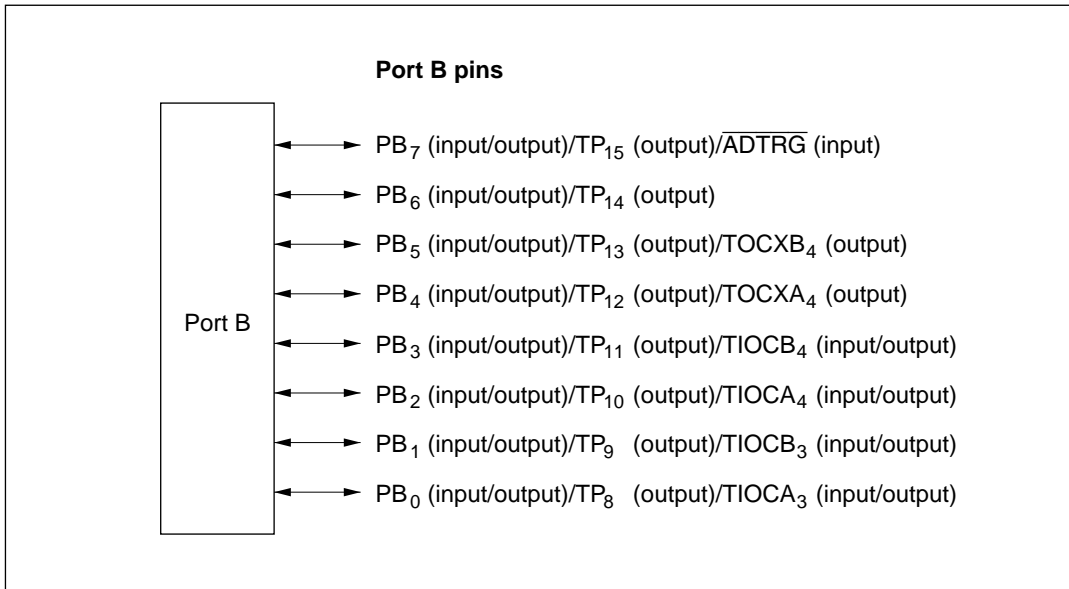 Port B pins
PB7 (input/output)/TP15 (output)/A̅D̅T̅R̅G̅ (input)
PB6 (input/output)/TP14 (output)
PB5 (input/output)/TP13 (output)/TOCXB4 (output)
PB4 (input/output)/TP12 (output)/TOCXA4 (output)
Port B
PB3 (input/output)/TP11 (output)/TIOCB4 (input/output)
PB2 (input/output)/TP10 (output)/TIOCA4 (input/output)
PB1 (input/output)/TP9 (output)/TIOCB3 (input/output)
PB0 (input/output)/TP8 (output)/TIOCA3 (input/output)